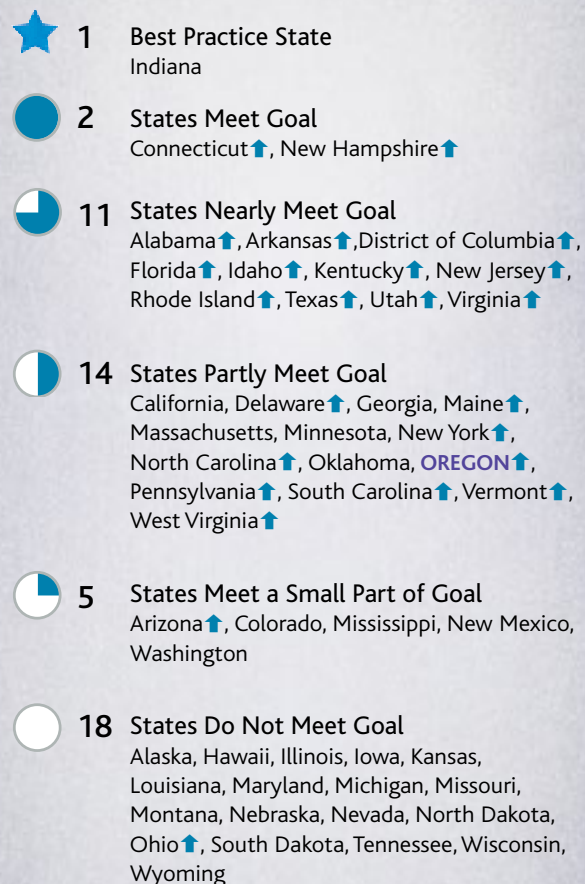 1 Best Practice State
Indiana
2 States Meet Goal
Connecticut⬆, New Hampshire⬆
11 States Nearly Meet Goal
Alabama⬆, Arkansas⬆,District of Columbia⬆,
Florida⬆, Idaho⬆, Kentucky⬆, New Jersey⬆,
Rhode Island⬆, Texas⬆, Utah⬆, Virginia⬆
14 States Partly Meet Goal
California, Delaware⬆, Georgia, Maine⬆,
Massachusetts, Minnesota, New York⬆,
North Carolina⬆, Oklahoma, OREGON⬆,
Pennsylvania⬆, South Carolina⬆, Vermont⬆,
West Virginia⬆
5 States Meet a Small Part of Goal
Arizona⬆, Colorado, Mississippi, New Mexico,
Washington
18 States Do Not Meet Goal
Alaska, Hawaii, Illinois, Iowa, Kansas,
Louisiana, Maryland, Michigan, Missouri,
Montana, Nebraska, Nevada, North Dakota,
Ohio⬆, South Dakota, Tennessee, Wisconsin,
Wyoming